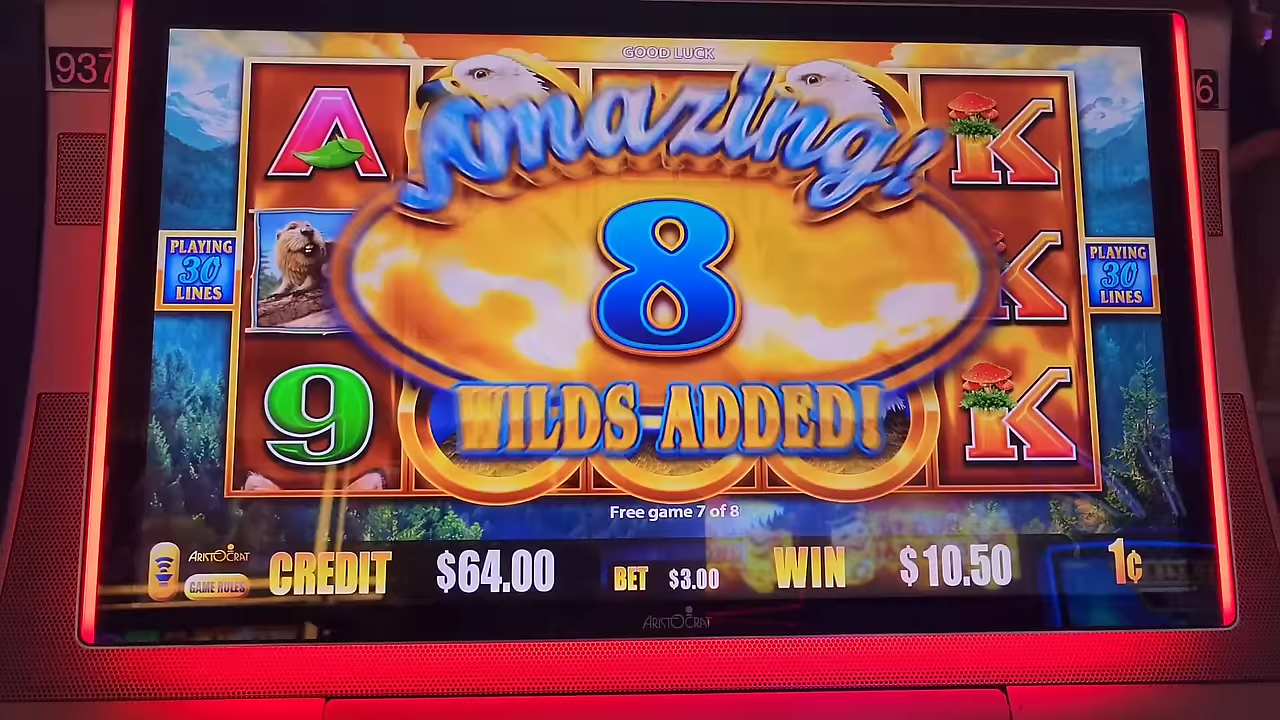 937
6
GOOD LUCK
Amazing!
A
K
8
PLAYING
30
LINES
K
PLAYING
30
LINES
9
WILDS ADDED!
K
Free game 7 of 8
ARISTOCRAT
GAME RULES
CREDIT $64.00 BET $3.00 WIN $10.50 1¢
ARISTOCRAT